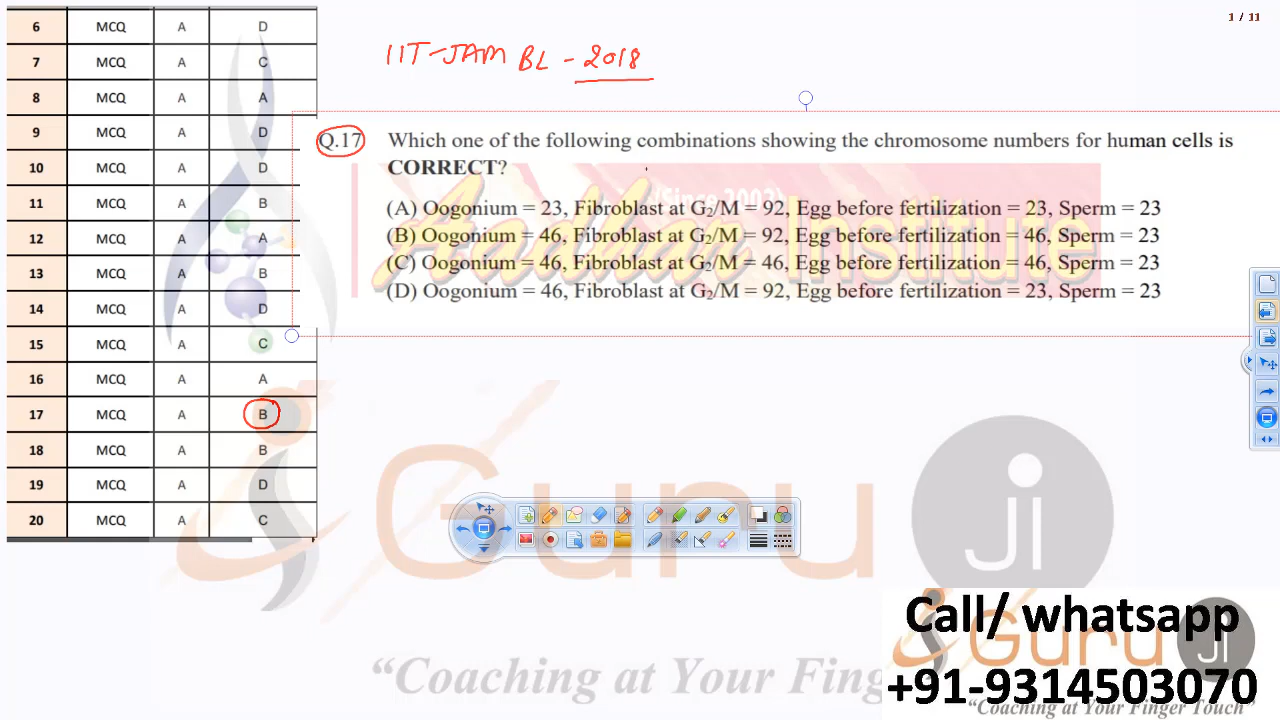 1 / 11
IIT-JAM BL - 2018
6 MCQ A D
7 MCQ A C
8 MCQ A A
9 MCQ A D
10 MCQ A D
11 MCQ A B
12 MCQ A A
13 MCQ A B
14 MCQ A D
15 MCQ A C
16 MCQ A A
17 MCQ A B
18 MCQ A B
19 MCQ A D
20 MCQ A C
Q.17 Which one of the following combinations showing the chromosome numbers for human cells is
CORRECT?
(Since 2002)
(A) Oogonium = 23, Fibroblast at G₂/M = 92, Egg before fertilization = 23, Sperm = 23
(B) Oogonium = 46, Fibroblast at G₂/M = 92, Egg before fertilization = 46, Sperm = 23
(C) Oogonium = 46, Fibroblast at G₂/M = 46, Egg before fertilization = 46, Sperm = 23
(D) Oogonium = 46, Fibroblast at G₂/M = 92, Egg before fertilization = 23, Sperm = 23
Institute
iGuru
Ji
Call/ whatsapp
Guru
Ji
+91-9314503070
"Coaching at Your Fing
"Coaching at Your Finger Touch"